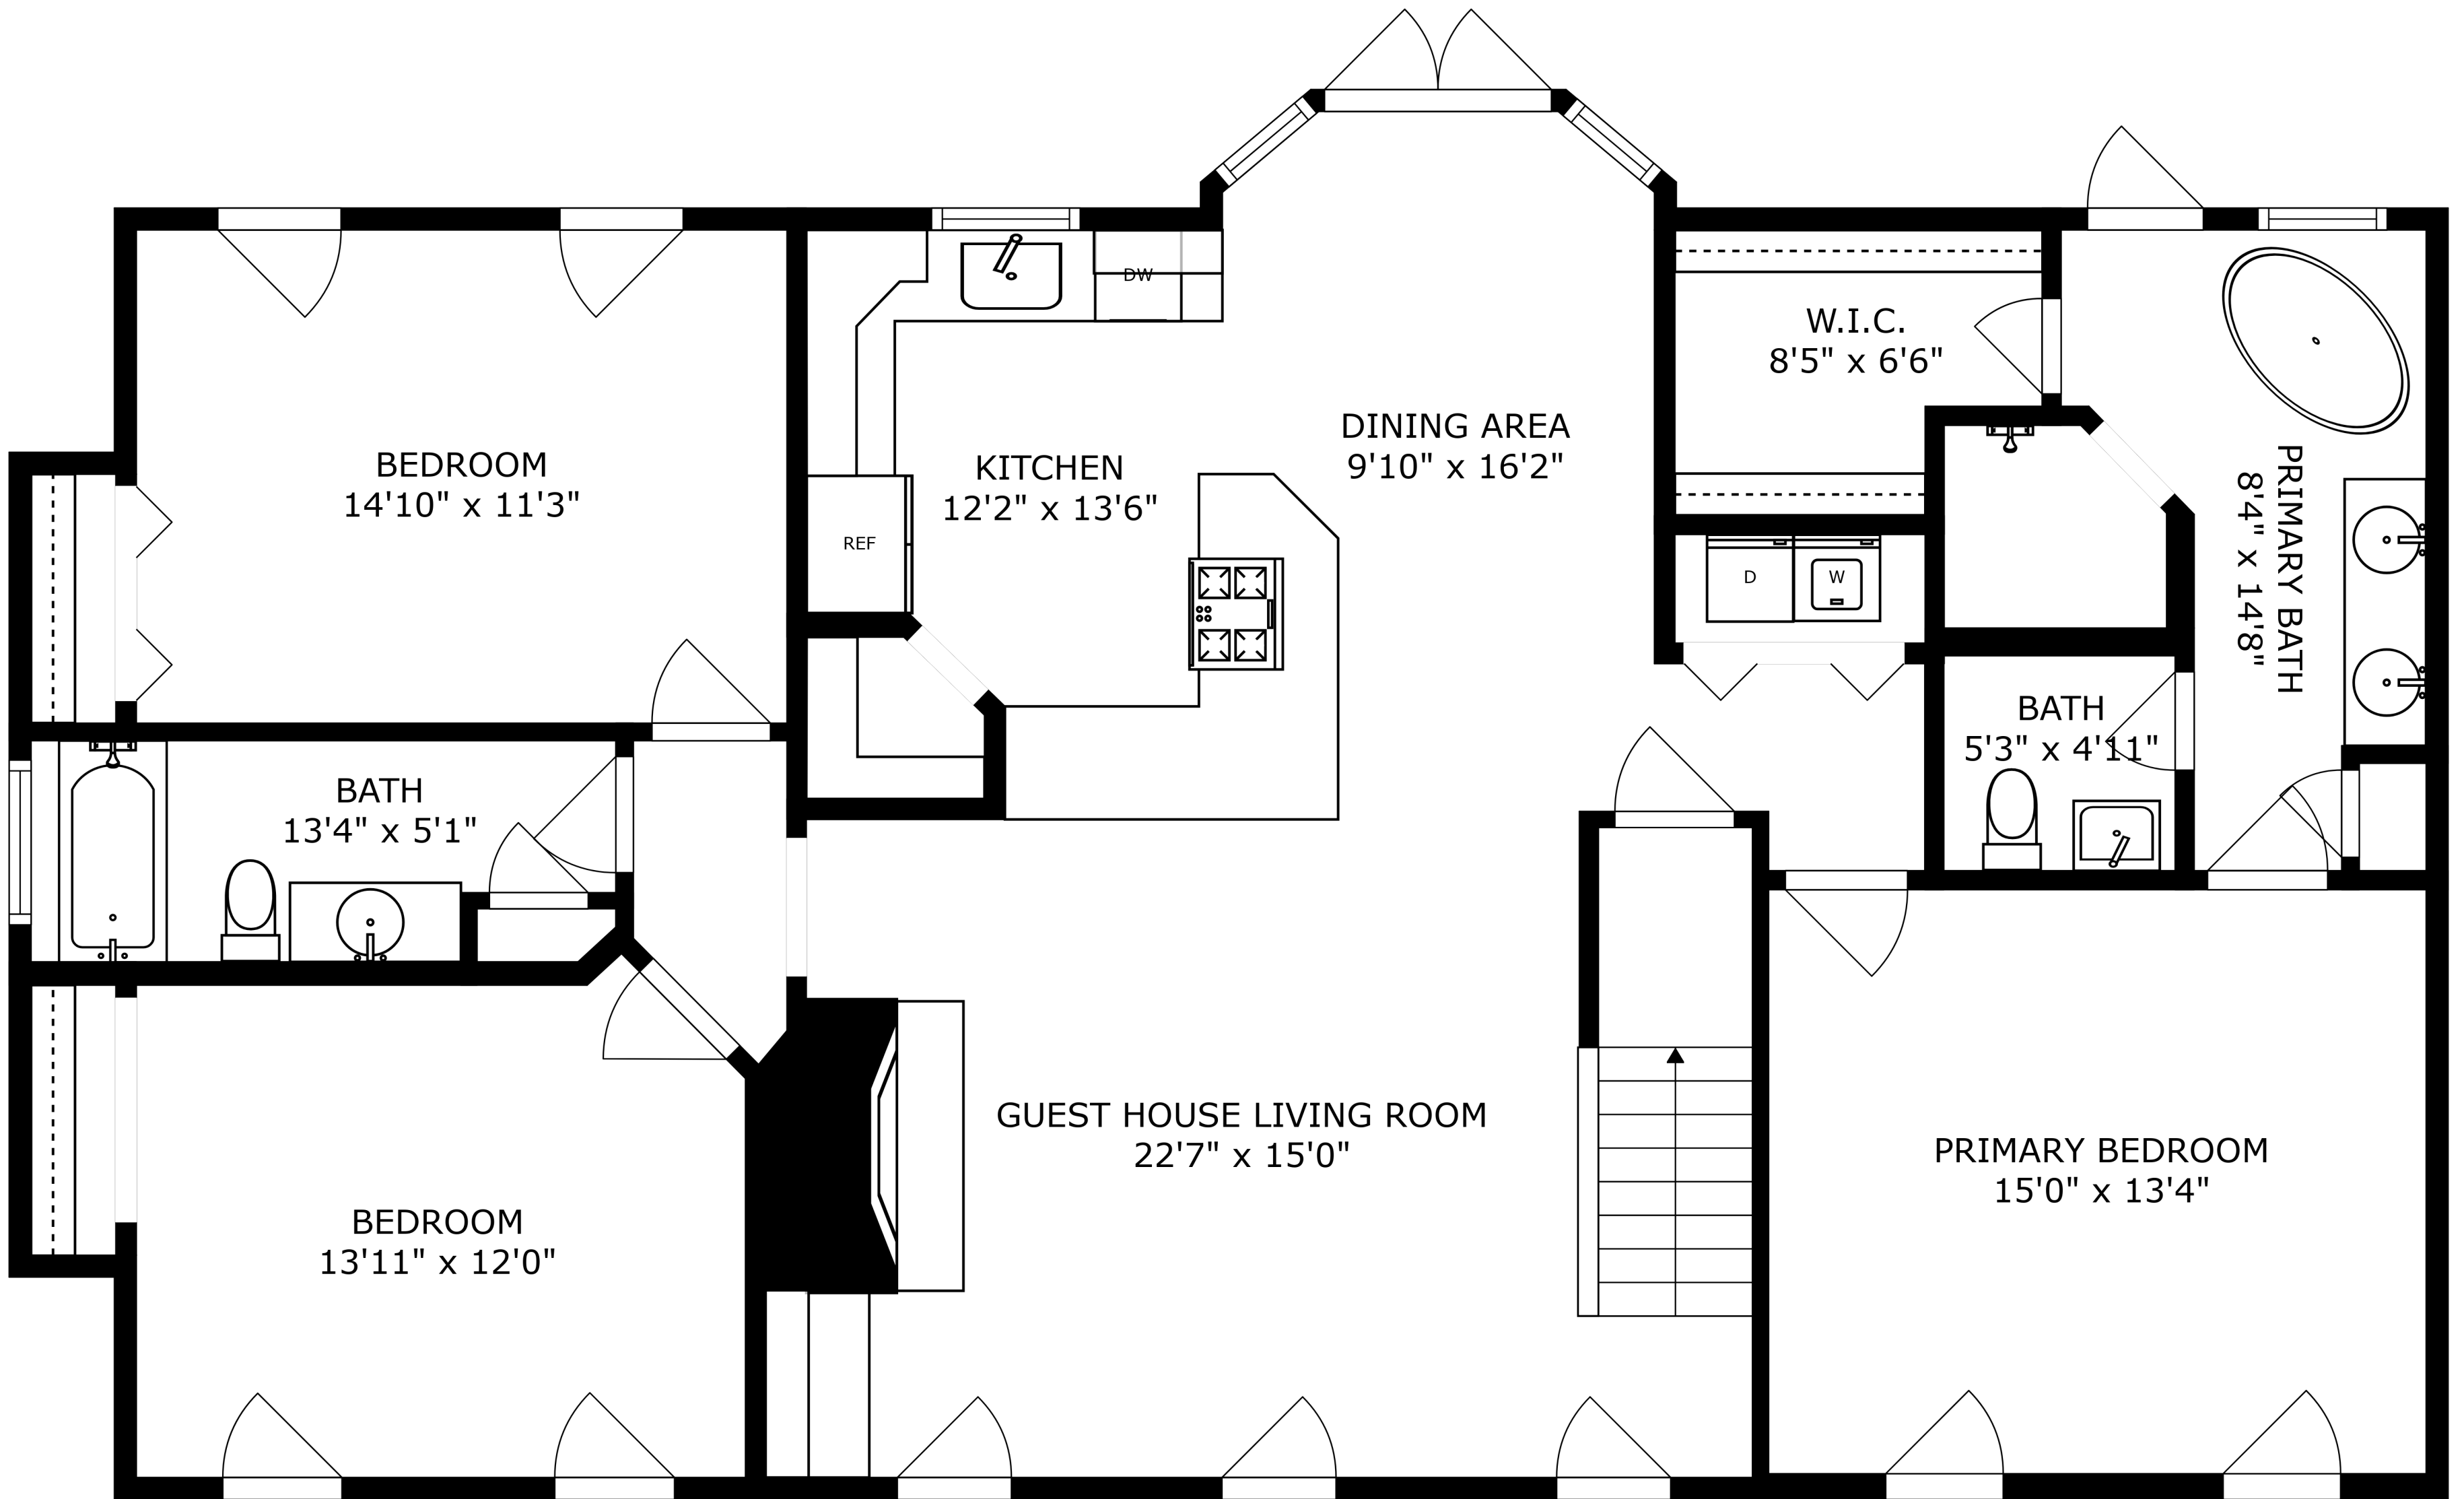 W.I.C.
8'5" x 6'6"
DINING AREA
9'10" x 16'2"
BEDROOM
14'10" x 11'3"
KITCHEN
12'2" x 13'6"
DW
REF
D
W
PRIMARY BATH
8'4" x 14'8"
BATH
5'3" x 4'11"
BATH
13'4" x 5'1"
GUEST HOUSE LIVING ROOM
22'7" x 15'0"
PRIMARY BEDROOM
15'0" x 13'4"
BEDROOM
13'11" x 12'0"